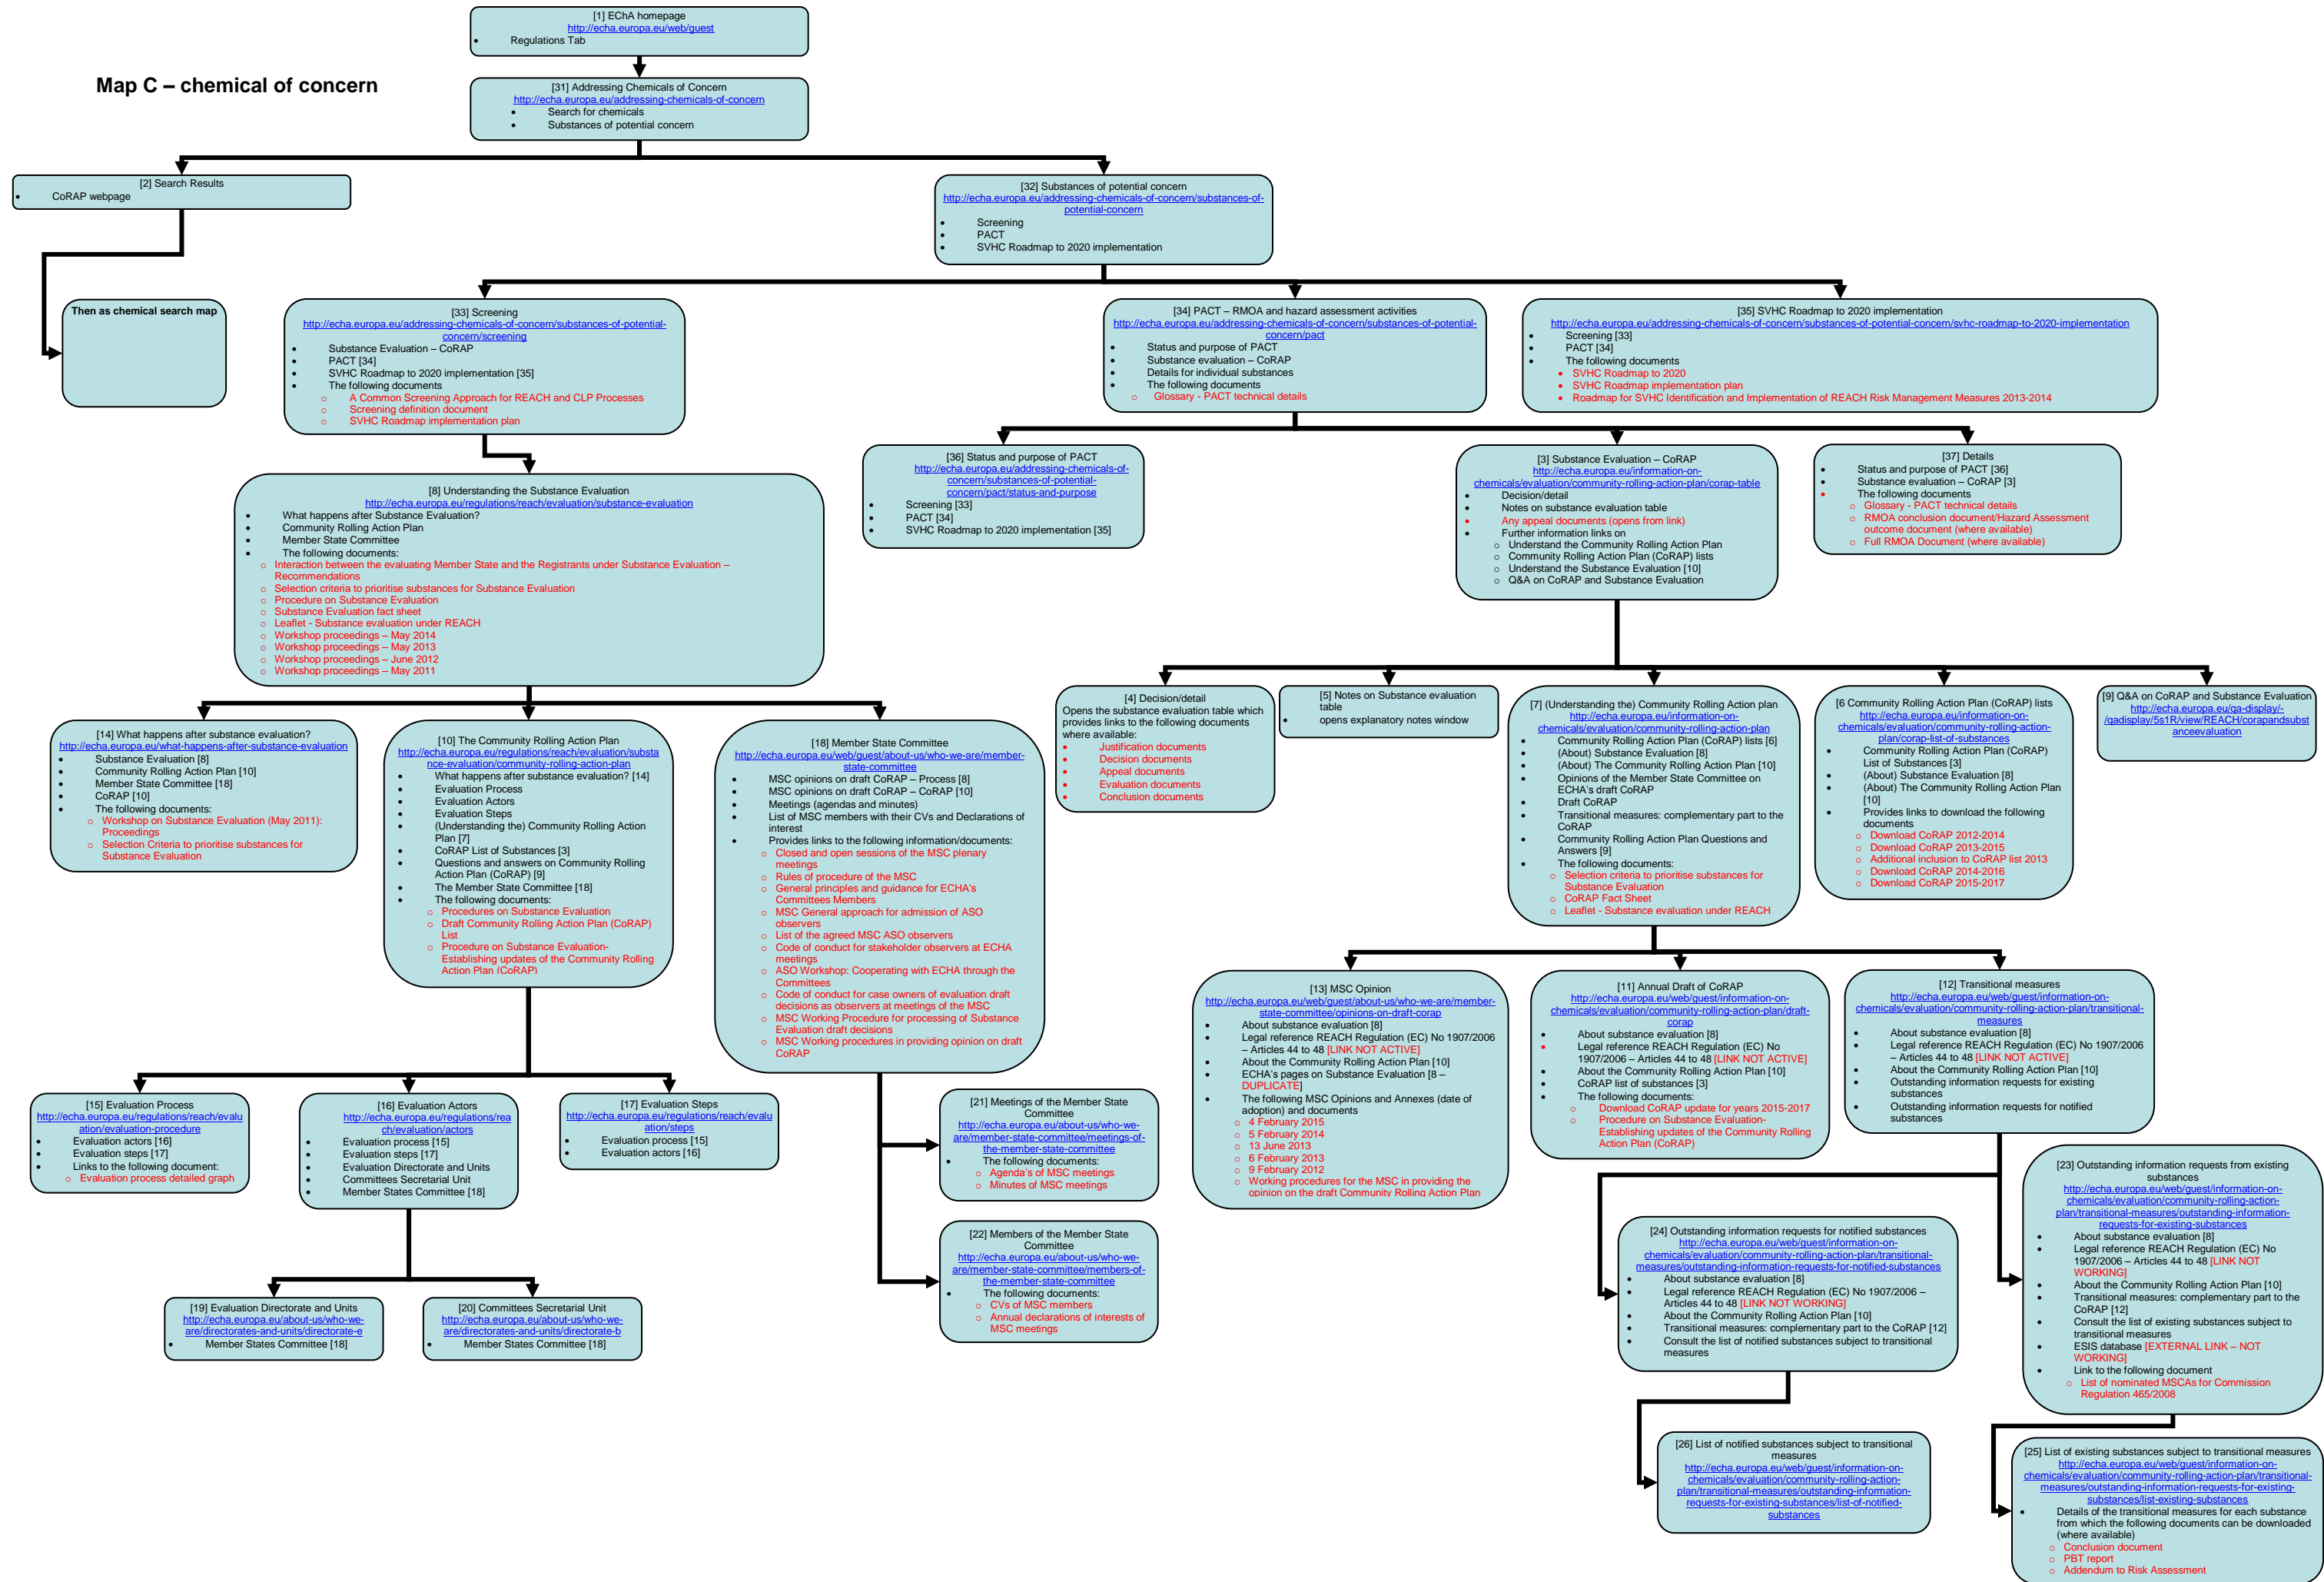 [1] EChA homepage
http://echa.europa.eu/web/guest
• Regulations Tab
Map C – chemical of concern
[31] Addressing Chemicals of Concern
http://echa.europa.eu/addressing-chemicals-of-concern
• Search for chemicals
• Substances of potential concern
[2] Search Results
• CoRAP webpage
[32] Substances of potential concern
http://echa.europa.eu/addressing-chemicals-of-concern/substances-of-
potential-concern
• Screening
• PACT
• SVHC Roadmap to 2020 implementation
Then as chemical search map
[33] Screening
http://echa.europa.eu/addressing-chemicals-of-concern/substances-of-potential-
concern/screening
• Substance Evaluation – CoRAP
• PACT [34]
• SVHC Roadmap to 2020 implementation [35]
• The following documents
o A Common Screening Approach for REACH and CLP Processes
o Screening definition document
o SVHC Roadmap implementation plan
[34] PACT – RMOA and hazard assessment activities
http://echa.europa.eu/addressing-chemicals-of-concern/substances-of-potential-
concern/pact
• Status and purpose of PACT
• Substance evaluation – CoRAP
• Details for individual substances
• The following documents
o Glossary - PACT technical details
[35] SVHC Roadmap to 2020 implementation
http://echa.europa.eu/addressing-chemicals-of-concern/substances-of-potential-concern/svhc-roadmap-to-2020-implementation
• Screening [33]
• PACT [34]
• The following documents
• SVHC Roadmap to 2020
• SVHC Roadmap implementation plan
• Roadmap for SVHC Identification and Implementation of REACH Risk Management Measures 2013-2014
[36] Status and purpose of PACT
http://echa.europa.eu/addressing-chemicals-of-
concern/substances-of-potential-
concern/pact/status-and-purpose
• Screening [33]
• PACT [34]
• SVHC Roadmap to 2020 implementation [35]
[3] Substance Evaluation – CoRAP
http://echa.europa.eu/information-on-
chemicals/evaluation/community-rolling-action-plan/corap-table
• Decision/detail
• Notes on substance evaluation table
• Any appeal documents (opens from link)
• Further information links on
o Understand the Community Rolling Action Plan
o Community Rolling Action Plan (CoRAP) lists
o Understand the Substance Evaluation [10]
o Q&A on CoRAP and Substance Evaluation
[37] Details
• Status and purpose of PACT [36]
• Substance evaluation – CoRAP [3]
• The following documents
o Glossary - PACT technical details
o RMOA conclusion document/Hazard Assessment
outcome document (where available)
o Full RMOA Document (where available)
[8] Understanding the Substance Evaluation
http://echa.europa.eu/regulations/reach/evaluation/substance-evaluation
• What happens after Substance Evaluation?
• Community Rolling Action Plan
• Member State Committee
• The following documents:
o Interaction between the evaluating Member State and the Registrants under Substance Evaluation –
Recommendations
o Selection criteria to prioritise substances for Substance Evaluation
o Procedure on Substance Evaluation
o Substance Evaluation fact sheet
o Leaflet - Substance evaluation under REACH
o Workshop proceedings – May 2014
o Workshop proceedings – May 2013
o Workshop proceedings – June 2012
o Workshop proceedings – May 2011
[14] What happens after substance evaluation?
http://echa.europa.eu/what-happens-after-substance-evaluation
• Substance Evaluation [8]
• Community Rolling Action Plan [10]
• Member State Committee [18]
• CoRAP [10]
• The following documents:
o Workshop on Substance Evaluation (May 2011):
Proceedings
o Selection Criteria to prioritise substances for
Substance Evaluation
[10] The Community Rolling Action Plan
http://echa.europa.eu/regulations/reach/evaluation/substa
nce-evaluation/community-rolling-action-plan
• What happens after substance evaluation? [14]
• Evaluation Process
• Evaluation Actors
• Evaluation Steps
• (Understanding the) Community Rolling Action
Plan [7]
• CoRAP List of Substances [3]
• Questions and answers on Community Rolling
Action Plan (CoRAP) [9]
• The Member State Committee [18]
• The following documents:
o Procedures on Substance Evaluation
o Draft Community Rolling Action Plan (CoRAP)
List
o Procedure on Substance Evaluation-
Establishing updates of the Community Rolling
Action Plan (CoRAP)
[18] Member State Committee
http://echa.europa.eu/web/guest/about-us/who-we-are/member-
state-committee
• MSC opinions on draft CoRAP – Process [8]
• MSC opinions on draft CoRAP – CoRAP [10]
• Meetings (agendas and minutes)
• List of MSC members with their CVs and Declarations of
interest
• Provides links to the following information/documents:
o Closed and open sessions of the MSC plenary
meetings
o Rules of procedure of the MSC
o General principles and guidance for ECHA's
Committees Members
o MSC General approach for admission of ASO
observers
o List of the agreed MSC ASO observers
o Code of conduct for stakeholder observers at ECHA
meetings
o ASO Workshop: Cooperating with ECHA through the
Committees
o Code of conduct for case owners of evaluation draft
decisions as observers at meetings of the MSC
o MSC Working Procedure for processing of Substance
Evaluation draft decisions
o MSC Working procedures in providing opinion on draft
CoRAP
[4] Decision/detail
Opens the substance evaluation table which
provides links to the following documents
where available:
• Justification documents
• Decision documents
• Appeal documents
• Evaluation documents
• Conclusion documents
[5] Notes on Substance evaluation
table
• opens explanatory notes window
[7] (Understanding the) Community Rolling Action plan
http://echa.europa.eu/information-on-
chemicals/evaluation/community-rolling-action-plan
• Community Rolling Action Plan (CoRAP) lists [6]
• (About) Substance Evaluation [8]
• (About) The Community Rolling Action Plan [10]
• Opinions of the Member State Committee on
ECHA's draft CoRAP
• Draft CoRAP
• Transitional measures: complementary part to the
CoRAP
• Community Rolling Action Plan Questions and
Answers [9]
• The following documents:
o Selection criteria to prioritise substances for
Substance Evaluation
o CoRAP Fact Sheet
o Leaflet - Substance evaluation under REACH
[6 Community Rolling Action Plan (CoRAP) lists
http://echa.europa.eu/information-on-
chemicals/evaluation/community-rolling-action-
plan/corap-list-of-substances
• Community Rolling Action Plan (CoRAP)
List of Substances [3]
• (About) Substance Evaluation [8]
• (About) The Community Rolling Action Plan
[10]
• Provides links to download the following
documents
o Download CoRAP 2012-2014
o Download CoRAP 2013-2015
o Additional inclusion to CoRAP list 2013
o Download CoRAP 2014-2016
o Download CoRAP 2015-2017
[9] Q&A on CoRAP and Substance Evaluation
http://echa.europa.eu/qa-display/-
/qadisplay/5s1R/view/REACH/corapandsubst
anceevaluation
[13] MSC Opinion
http://echa.europa.eu/web/guest/about-us/who-we-are/member-
state-committee/opinions-on-draft-corap
• About substance evaluation [8]
• Legal reference REACH Regulation (EC) No 1907/2006
– Articles 44 to 48 [LINK NOT ACTIVE]
• About the Community Rolling Action Plan [10]
• ECHA's pages on Substance Evaluation [8 –
DUPLICATE]
• The following MSC Opinions and Annexes (date of
adoption) and documents
o 4 February 2015
o 5 February 2014
o 13 June 2013
o 6 February 2013
o 9 February 2012
o Working procedures for the MSC in providing the
opinion on the draft Community Rolling Action Plan
[11] Annual Draft of CoRAP
http://echa.europa.eu/web/guest/information-on-
chemicals/evaluation/community-rolling-action-plan/draft-
corap
• About substance evaluation [8]
• Legal reference REACH Regulation (EC) No
1907/2006 – Articles 44 to 48 [LINK NOT ACTIVE]
• About the Community Rolling Action Plan [10]
• CoRAP list of substances [3]
• The following documents:
o Download CoRAP update for years 2015-2017
o Procedure on Substance Evaluation-
Establishing updates of the Community Rolling
Action Plan (CoRAP)
[12] Transitional measures
http://echa.europa.eu/web/guest/information-on-
chemicals/evaluation/community-rolling-action-plan/transitional-
measures
• About substance evaluation [8]
• Legal reference REACH Regulation (EC) No 1907/2006
– Articles 44 to 48 [LINK NOT ACTIVE]
• About the Community Rolling Action Plan [10]
• Outstanding information requests for existing
substances
• Outstanding information requests for notified
substances
[15] Evaluation Process
http://echa.europa.eu/regulations/reach/evalu
ation/evaluation-procedure
• Evaluation actors [16]
• Evaluation steps [17]
• Links to the following document:
o Evaluation process detailed graph
[16] Evaluation Actors
http://echa.europa.eu/regulations/rea
ch/evaluation/actors
• Evaluation process [15]
• Evaluation steps [17]
• Evaluation Directorate and Units
• Committees Secretarial Unit
• Member States Committee [18]
[17] Evaluation Steps
http://echa.europa.eu/regulations/reach/evalu
ation/steps
• Evaluation process [15]
• Evaluation actors [16]
[21] Meetings of the Member State
Committee
http://echa.europa.eu/about-us/who-we-
are/member-state-committee/meetings-of-
the-member-state-committee
• The following documents:
o Agenda's of MSC meetings
o Minutes of MSC meetings
[22] Members of the Member State
Committee
http://echa.europa.eu/about-us/who-we-
are/member-state-committee/members-of-
the-member-state-committee
• The following documents:
o CVs of MSC members
o Annual declarations of interests of
MSC meetings
[19] Evaluation Directorate and Units
http://echa.europa.eu/about-us/who-we-
are/directorates-and-units/directorate-e
• Member States Committee [18]
[20] Committees Secretarial Unit
http://echa.europa.eu/about-us/who-we-
are/directorates-and-units/directorate-b
• Member States Committee [18]
[24] Outstanding information requests for notified substances
http://echa.europa.eu/web/guest/information-on-
chemicals/evaluation/community-rolling-action-plan/transitional-
measures/outstanding-information-requests-for-notified-substances
• About substance evaluation [8]
• Legal reference REACH Regulation (EC) No 1907/2006 –
Articles 44 to 48 [LINK NOT WORKING]
• About the Community Rolling Action Plan [10]
• Transitional measures: complementary part to the CoRAP [12]
• Consult the list of notified substances subject to transitional
measures
[23] Outstanding information requests from existing
substances
http://echa.europa.eu/web/guest/information-on-
chemicals/evaluation/community-rolling-action-
plan/transitional-measures/outstanding-information-
requests-for-existing-substances
• About substance evaluation [8]
• Legal reference REACH Regulation (EC) No
1907/2006 – Articles 44 to 48 [LINK NOT
WORKING]
• About the Community Rolling Action Plan [10]
• Transitional measures: complementary part to the
CoRAP [12]
• Consult the list of existing substances subject to
transitional measures
• ESIS database [EXTERNAL LINK – NOT
WORKING]
• Link to the following document
o List of nominated MSCAs for Commission
Regulation 465/2008
[26] List of notified substances subject to transitional
measures
http://echa.europa.eu/web/guest/information-on-
chemicals/evaluation/community-rolling-action-
plan/transitional-measures/outstanding-information-
requests-for-existing-substances/list-of-notified-
substances
[25] List of existing substances subject to transitional measures
http://echa.europa.eu/web/guest/information-on-
chemicals/evaluation/community-rolling-action-plan/transitional-
measures/outstanding-information-requests-for-existing-
substances/list-existing-substances
• Details of the transitional measures for each substance
from which the following documents can be downloaded
(where available)
o Conclusion document
o PBT report
o Addendum to Risk Assessment